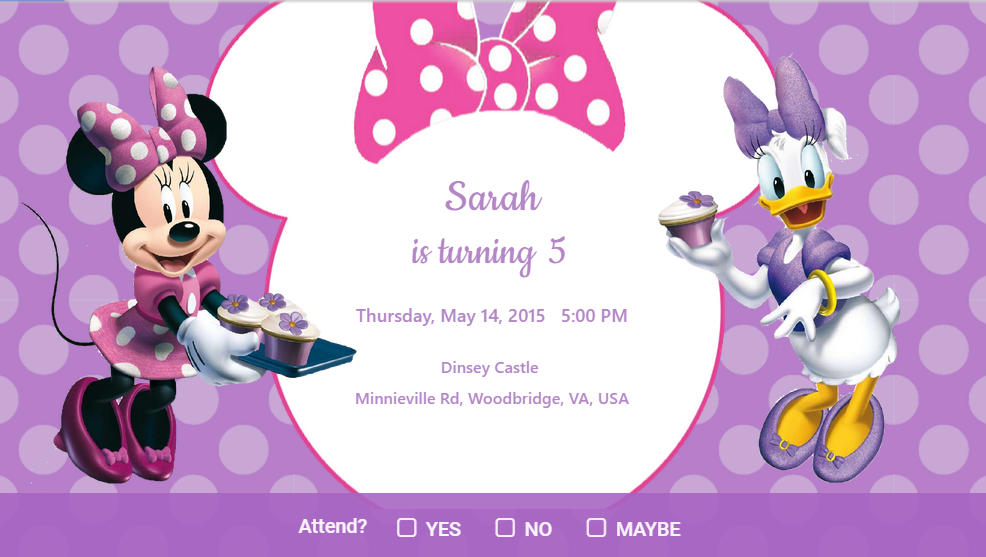 Sarah
is turning 5
Thursday, May 14, 2015 5:00 PM
Dinsey Castle
Minnieville Rd, Woodbridge, VA, USA
Attend? YES NO MAYBE